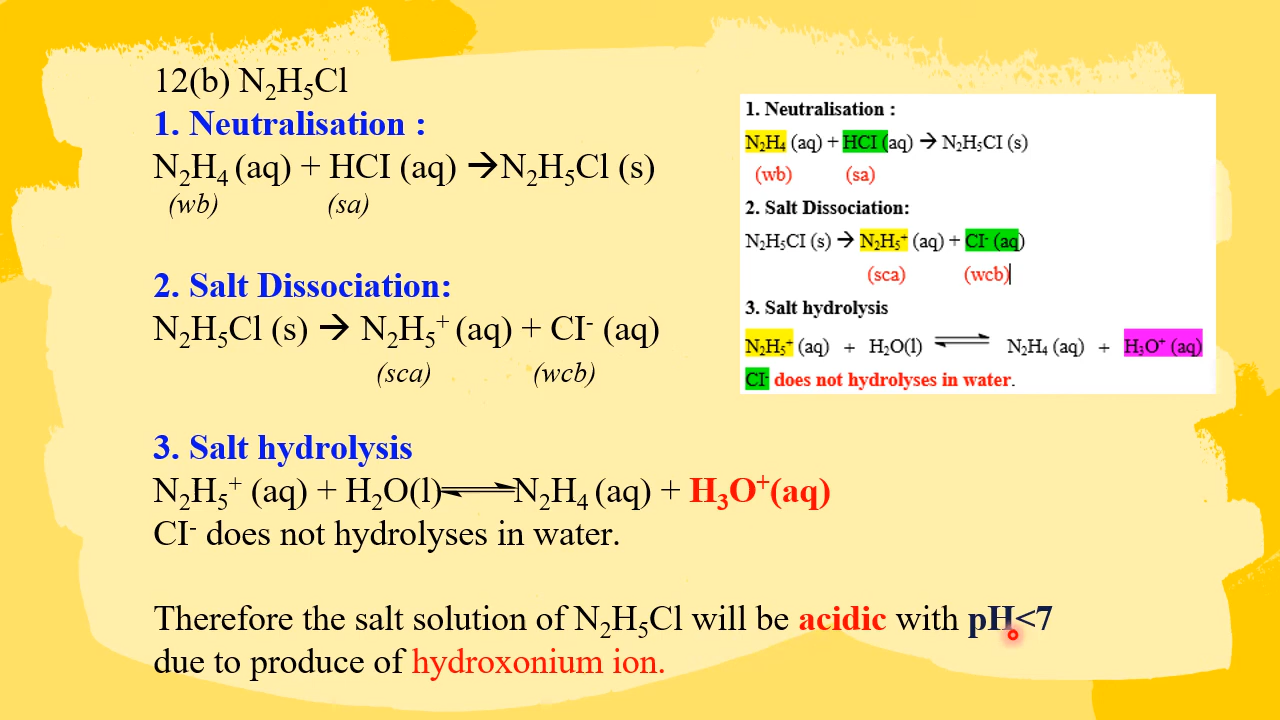 12(b) N₂H₅Cl
1. Neutralisation :
N₂H₄ (aq) + HCI (aq) →N₂H₅Cl (s)
(wb) (sa)
2. Salt Dissociation:
N₂H₅Cl (s) → N₂H₅⁺ (aq) + CI⁻ (aq)
(sca) (wcb)
3. Salt hydrolysis
N₂H₅⁺ (aq) + H₂O(l)⇌N₂H₄ (aq) + H₃O⁺(aq)
CI⁻ does not hydrolyses in water.
Therefore the salt solution of N₂H₅Cl will be acidic with pH<7
due to produce of hydroxonium ion.
1. Neutralisation :
N₂H₄ (aq) + HCI (aq) → N₂H₅CI (s)
(wb) (sa)
2. Salt Dissociation:
N₂H₅CI (s) → N₂H₅⁺ (aq) + CI⁻ (aq)
(sca) (wcb)
3. Salt hydrolysis
N₂H₅⁺ (aq) + H₂O(l) ⇌ N₂H₄ (aq) + H₃O⁺ (aq)
CI⁻ does not hydrolyses in water.